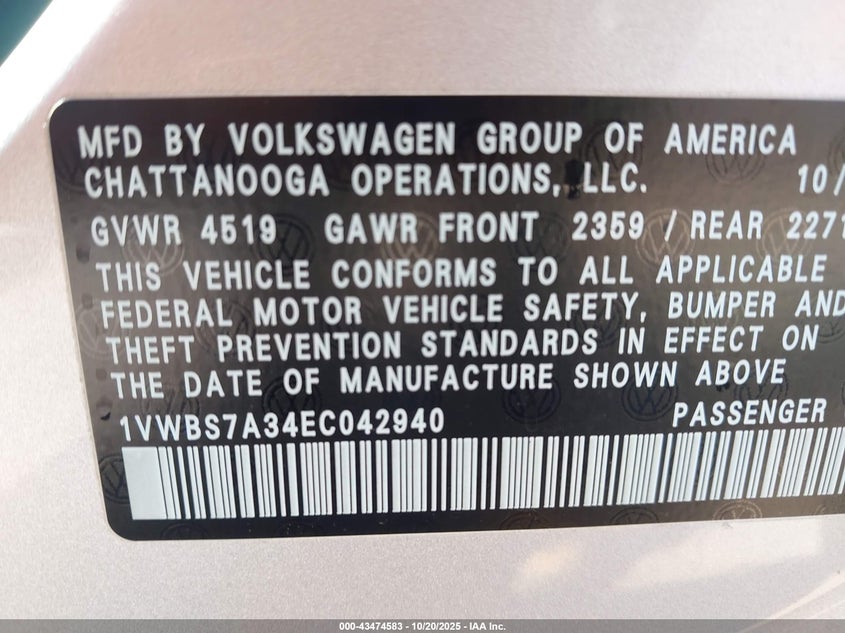 MFD BY VOLKSWAGEN GROUP OF AMERICA
CHATTANOOGA OPERATIONS, LLC. 10/
GVWR 4519 GAWR FRONT 2359 / REAR 2271
THIS VEHICLE CONFORMS TO ALL APPLICABLE
FEDERAL MOTOR VEHICLE SAFETY, BUMPER AND
THEFT PREVENTION STANDARDS IN EFFECT ON
THE DATE OF MANUFACTURE SHOWN ABOVE
1VWBS7A34EC042940 PASSENGER
000-43474583 | 10/20/2025 – IAA Inc.